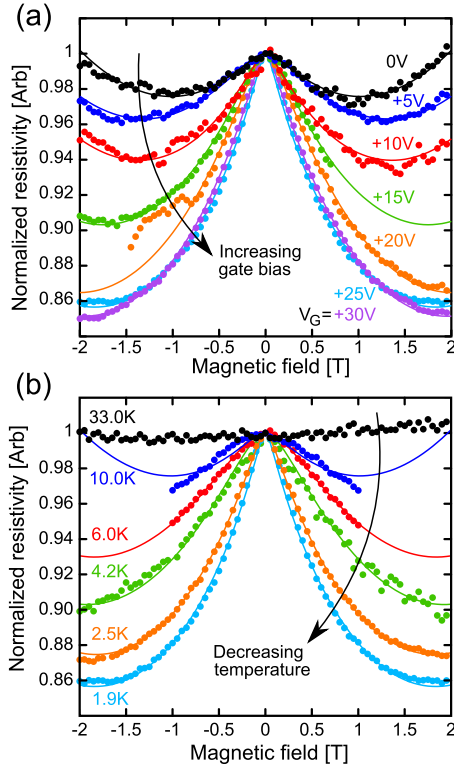 (a)
Normalized resistivity [Arb]
1
0.98
0.96
0.94
0.92
0.90
0.88
0.86
0V
+5V
+10V
+15V
+20V
+25V
VG= +30V
Increasing
gate bias
-2 -1.5 -1 -0.5 0 0.5 1 1.5 2
Magnetic field [T]
(b)
Normalized resistivity [Arb]
1
0.98
0.96
0.94
0.92
0.90
0.88
0.86
33.0K
10.0K
6.0K
4.2K
2.5K
1.9K
Decreasing
temperature
-2 -1.5 -1 -0.5 0 0.5 1 1.5 2
Magnetic field [T]